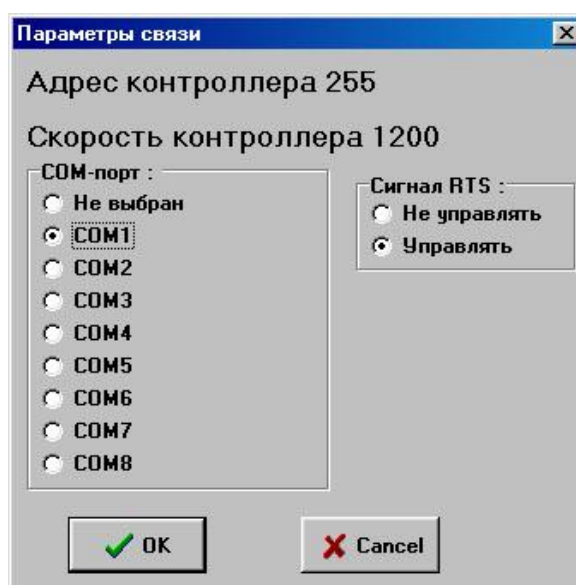 Параметры связи
Адрес контроллера 255
Скорость контроллера 1200
COM-порт :
Не выбран
COM1
COM2
COM3
COM4
COM5
COM6
COM7
COM8
Сигнал RTS :
Не управлять
Управлять
OK
Cancel